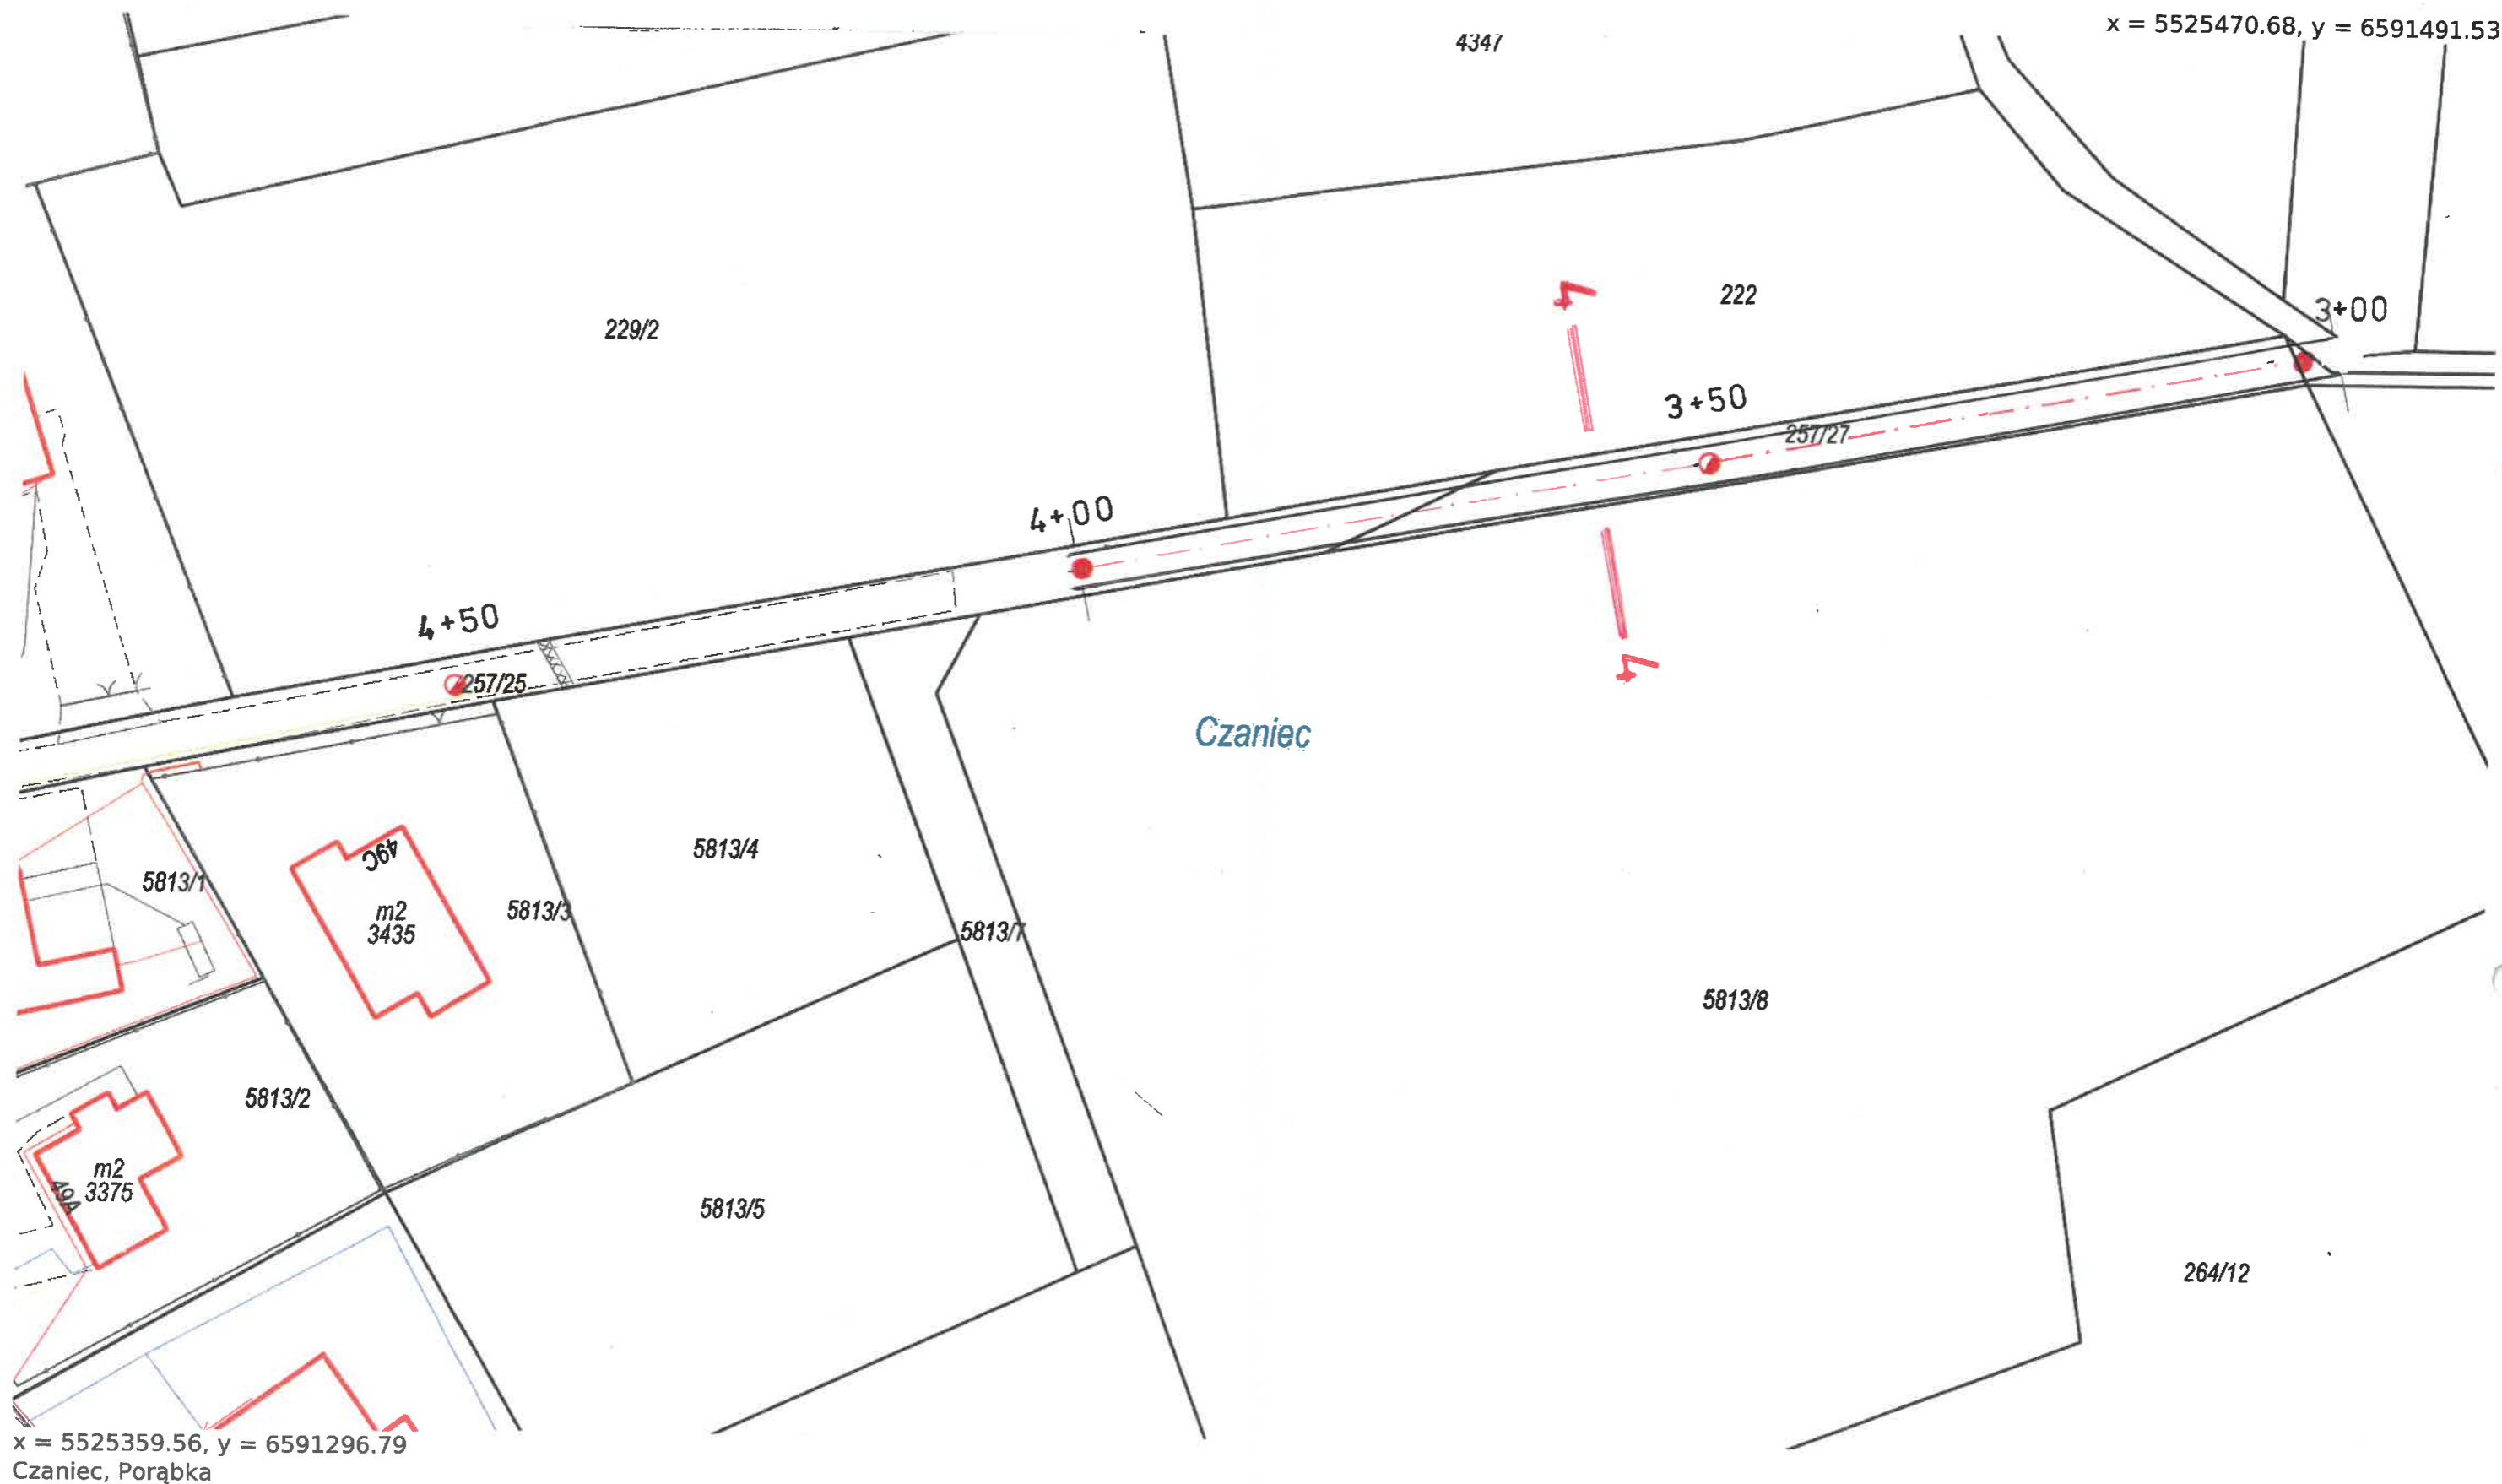 x = 5525470.68, y = 6591491.53
4347
222
3+00
229/2
3+50
257/27
4+00
4+50
257/25
Czaniec
49C
5813/4
5813/1
m2
3435
5813/3
5813/7
5813/8
5813/2
m2
3375
49A
5813/5
264/12
x = 5525359.56, y = 6591296.79
Czaniec, Porąbka